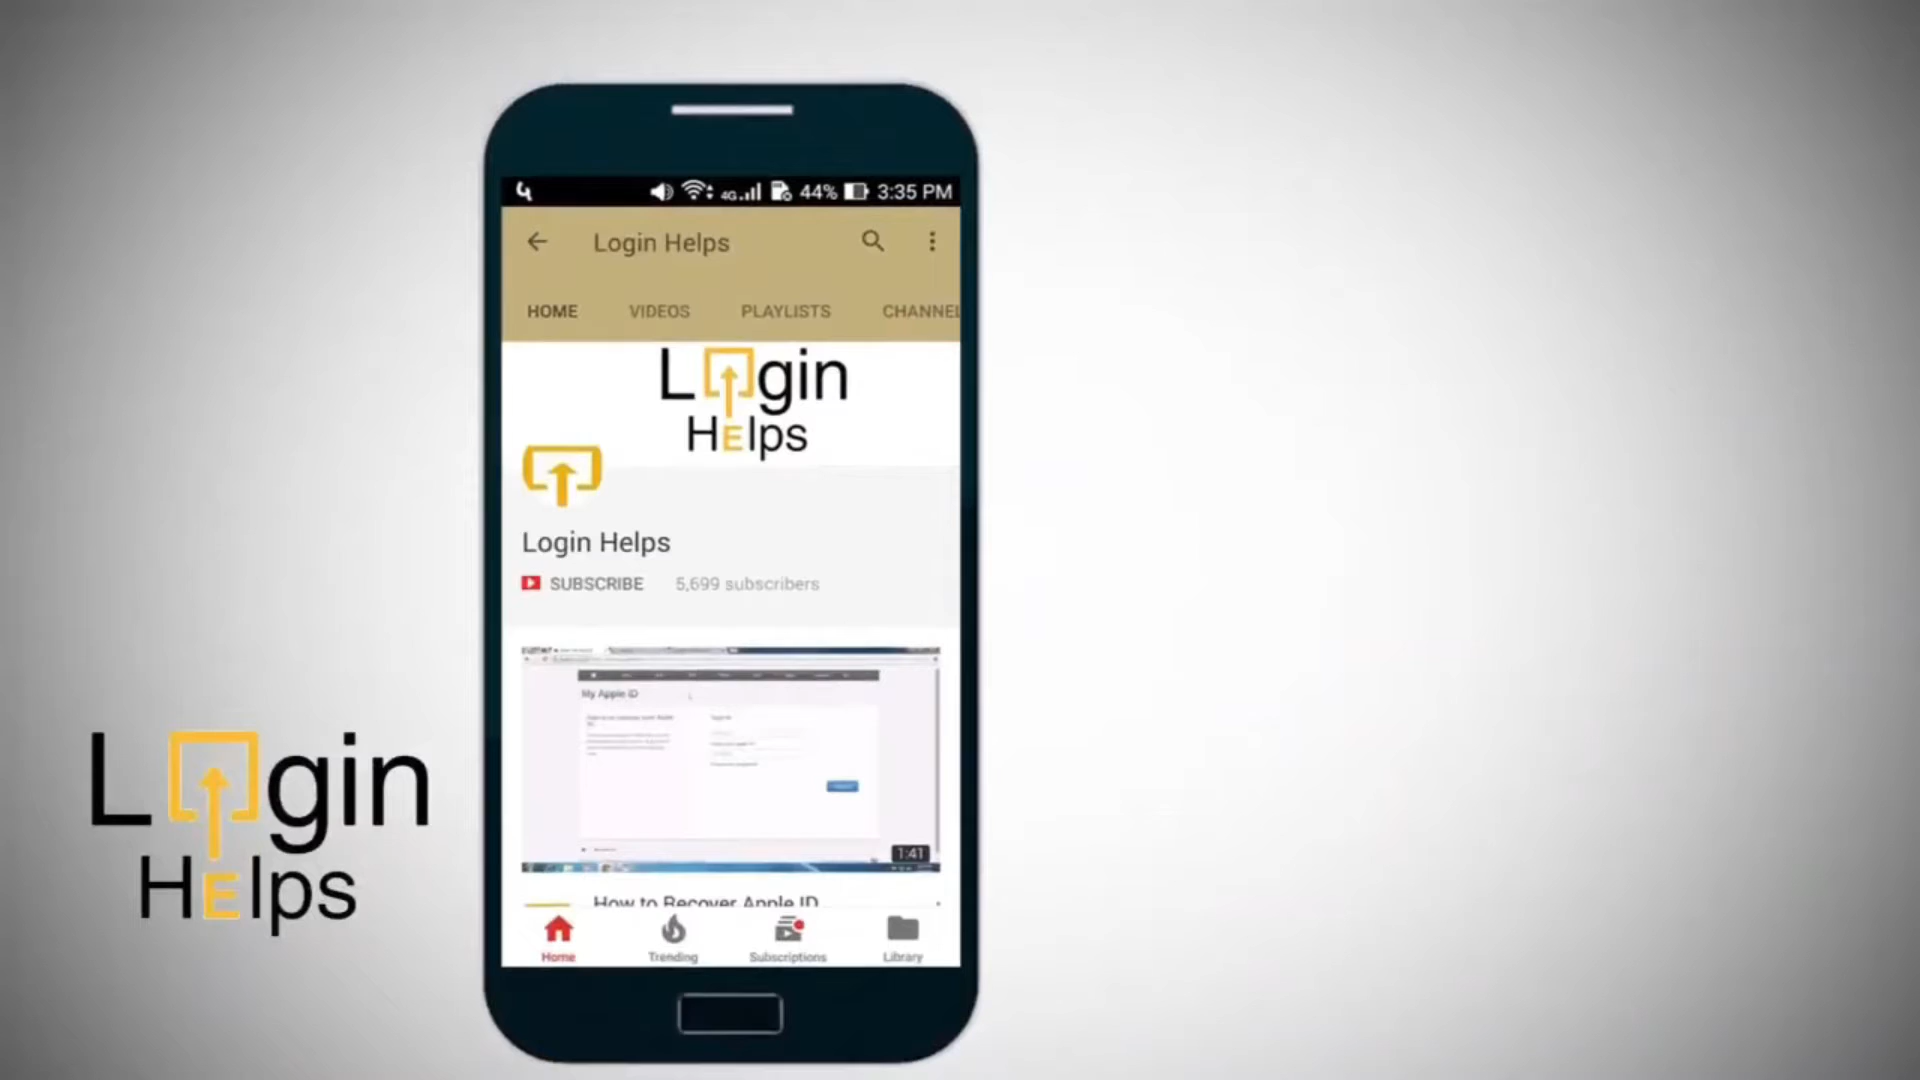 4G 44% 3:35 PM
Login Helps
HOME VIDEOS PLAYLISTS CHANNEL
Login
Helps
Login Helps
SUBSCRIBE 5,699 subscribers
My Apple ID
1:41
How to Recover Apple ID
Home Trending Subscriptions Library
Login
Helps